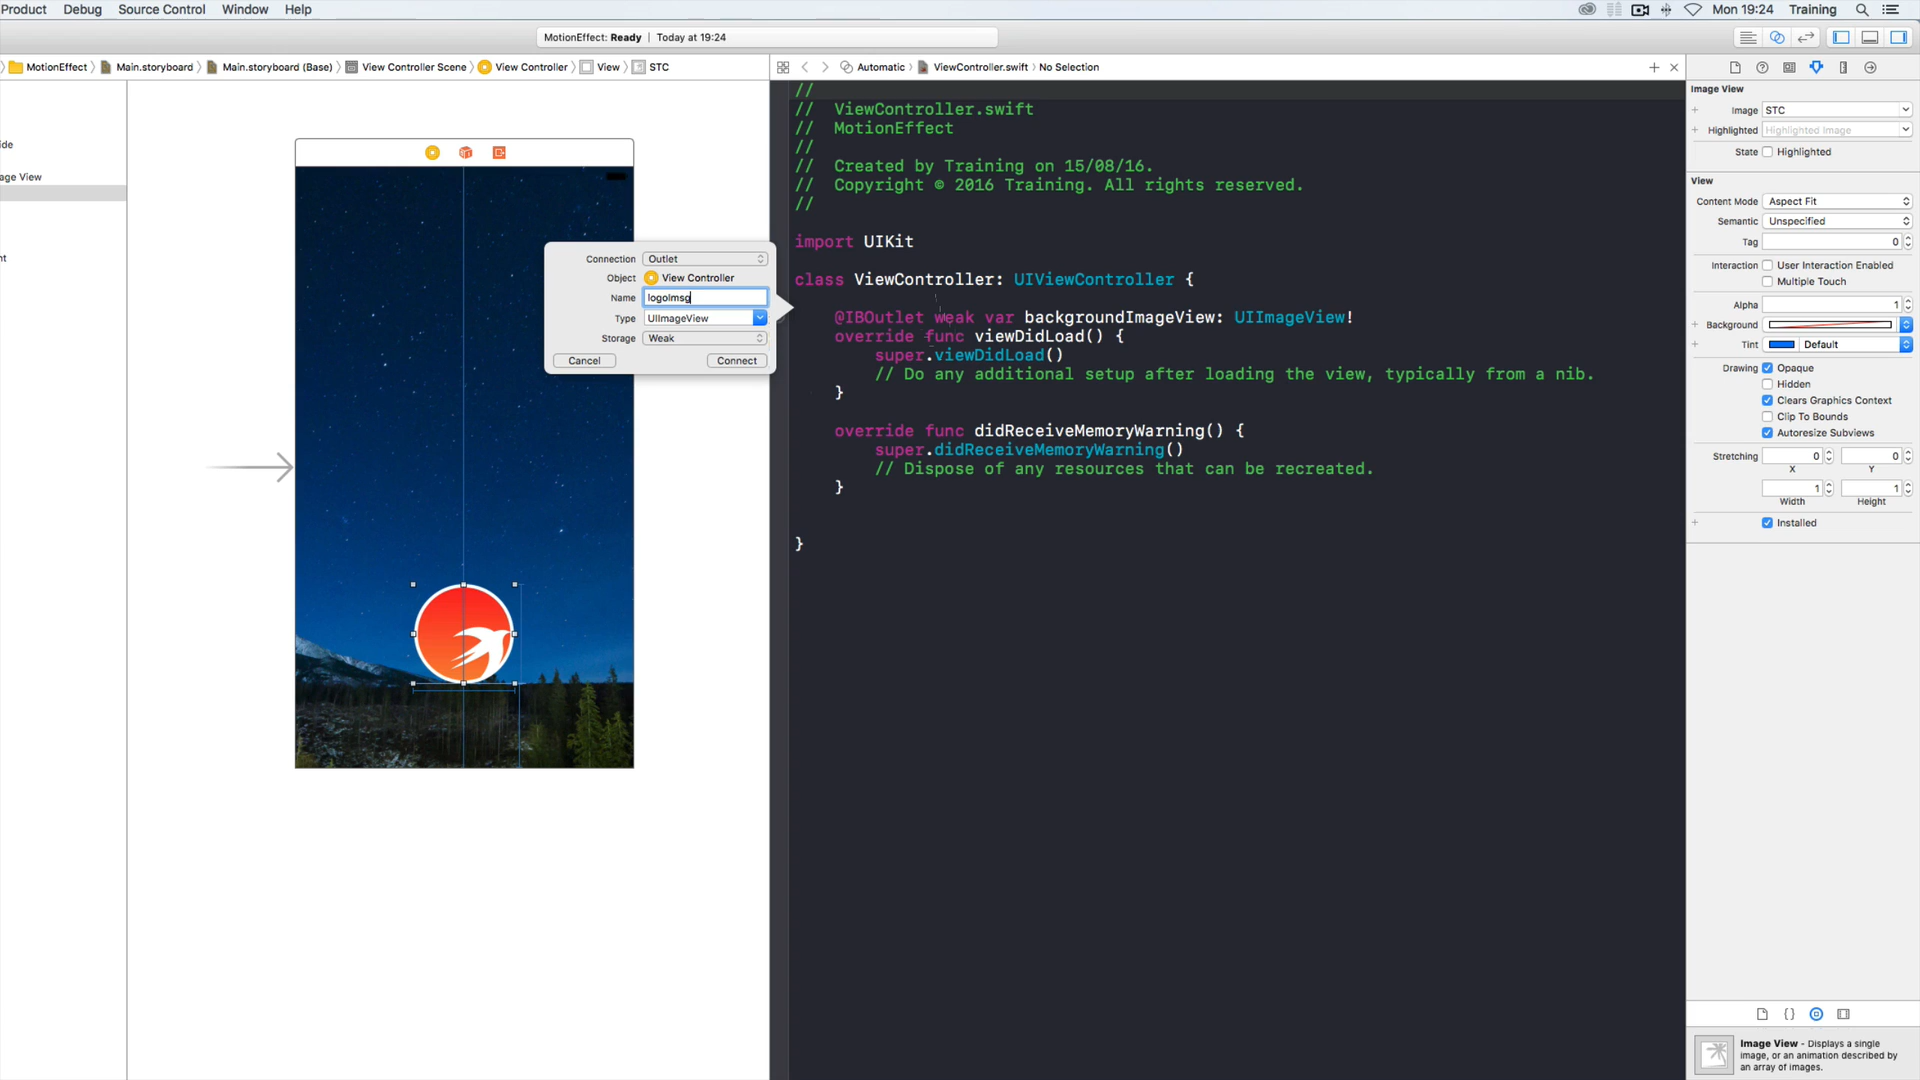 Product Debug Source Control Window Help Mon 19:24 Training
MotionEffect: Ready | Today at 19:24
MotionEffect Main.storyboard Main.storyboard (Base) View Controller Scene View Controller View STC
Automatic ViewController.swift No Selection
ide
age View
nt
Connection Outlet
Object View Controller
Name logoImsg
Type UIImageView
Storage Weak
Cancel Connect
//
// ViewController.swift
// MotionEffect
//
// Created by Training on 15/08/16.
// Copyright © 2016 Training. All rights reserved.
//
import UIKit
class ViewController: UIViewController {
@IBOutlet weak var backgroundImageView: UIImageView!
override func viewDidLoad() {
super.viewDidLoad()
// Do any additional setup after loading the view, typically from a nib.
}
override func didReceiveMemoryWarning() {
super.didReceiveMemoryWarning()
// Dispose of any resources that can be recreated.
}
}
Image View
Image STC
Highlighted Highlighted Image
State Highlighted
View
Content Mode Aspect Fit
Semantic Unspecified
Tag 0
Interaction User Interaction Enabled
Multiple Touch
Alpha 1
Background
Tint Default
Drawing Opaque
Hidden
Clears Graphics Context
Clip To Bounds
Autoresize Subviews
Stretching 0 0
X Y
1 1
Width Height
Installed
{ }
Image View - Displays a single
image, or an animation described by
an array of images.